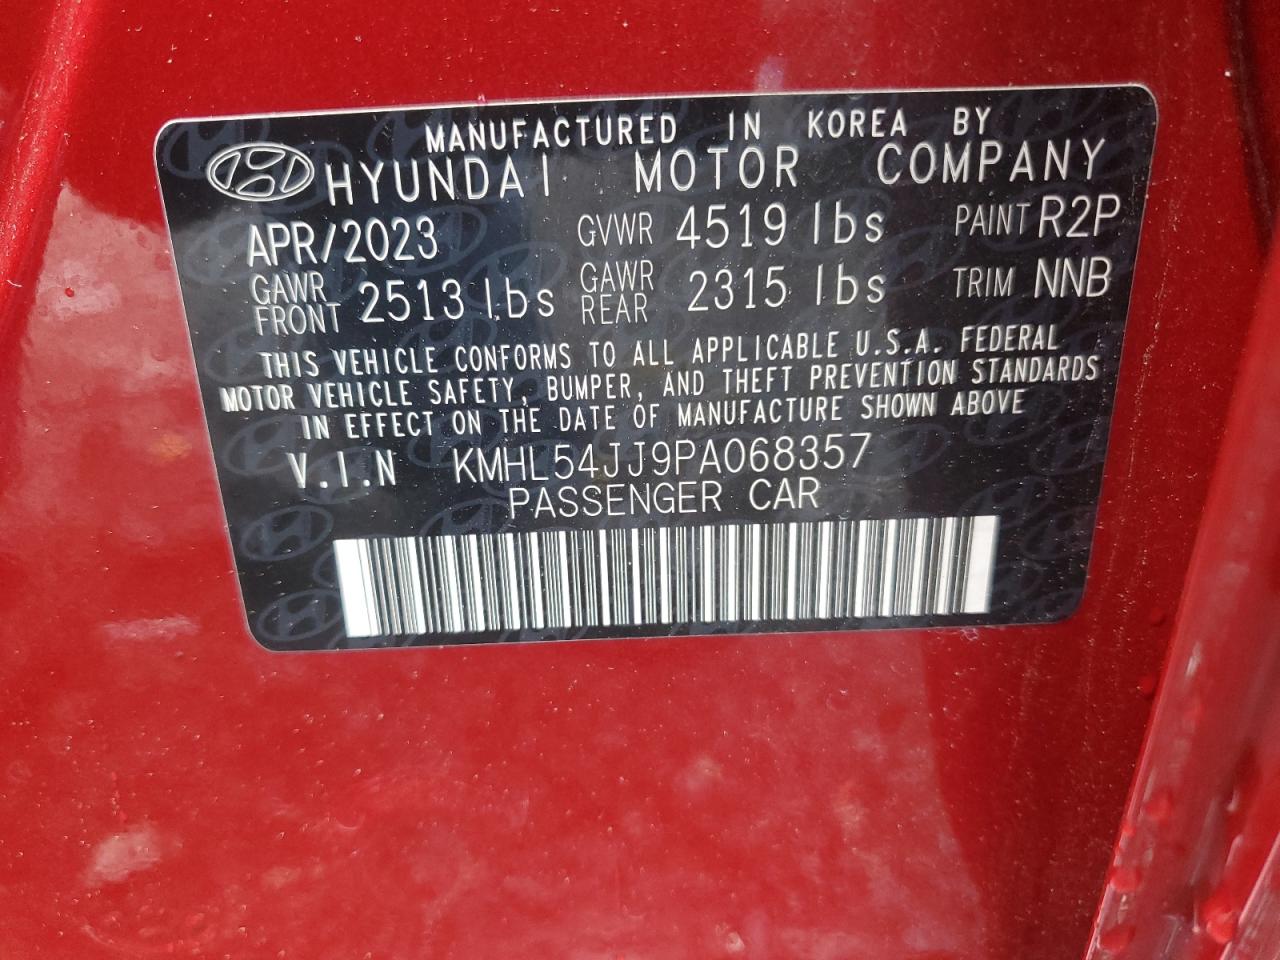 MANUFACTURED IN KOREA BY
HYUNDAI MOTOR COMPANY
APR/2023 GVWR 4519 lbs PAINT R2P
GAWR FRONT 2513 lbs GAWR REAR 2315 lbs TRIM NNB
THIS VEHICLE CONFORMS TO ALL APPLICABLE U.S.A. FEDERAL
MOTOR VEHICLE SAFETY, BUMPER, AND THEFT PREVENTION STANDARDS
IN EFFECT ON THE DATE OF MANUFACTURE SHOWN ABOVE
V.I.N KMHL54JJ9PA068357
PASSENGER CAR